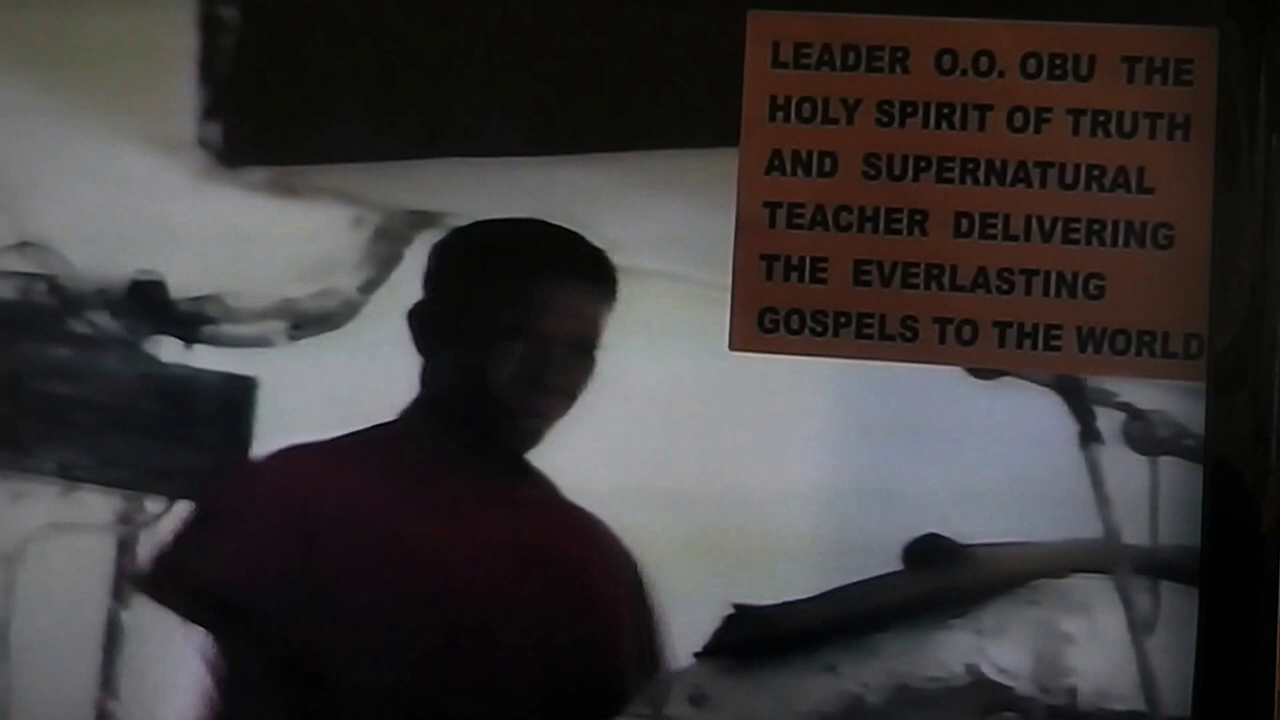 LEADER O.O. OBU THE
HOLY SPIRIT OF TRUTH
AND SUPERNATURAL
TEACHER DELIVERING
THE EVERLASTING
GOSPELS TO THE WORLD